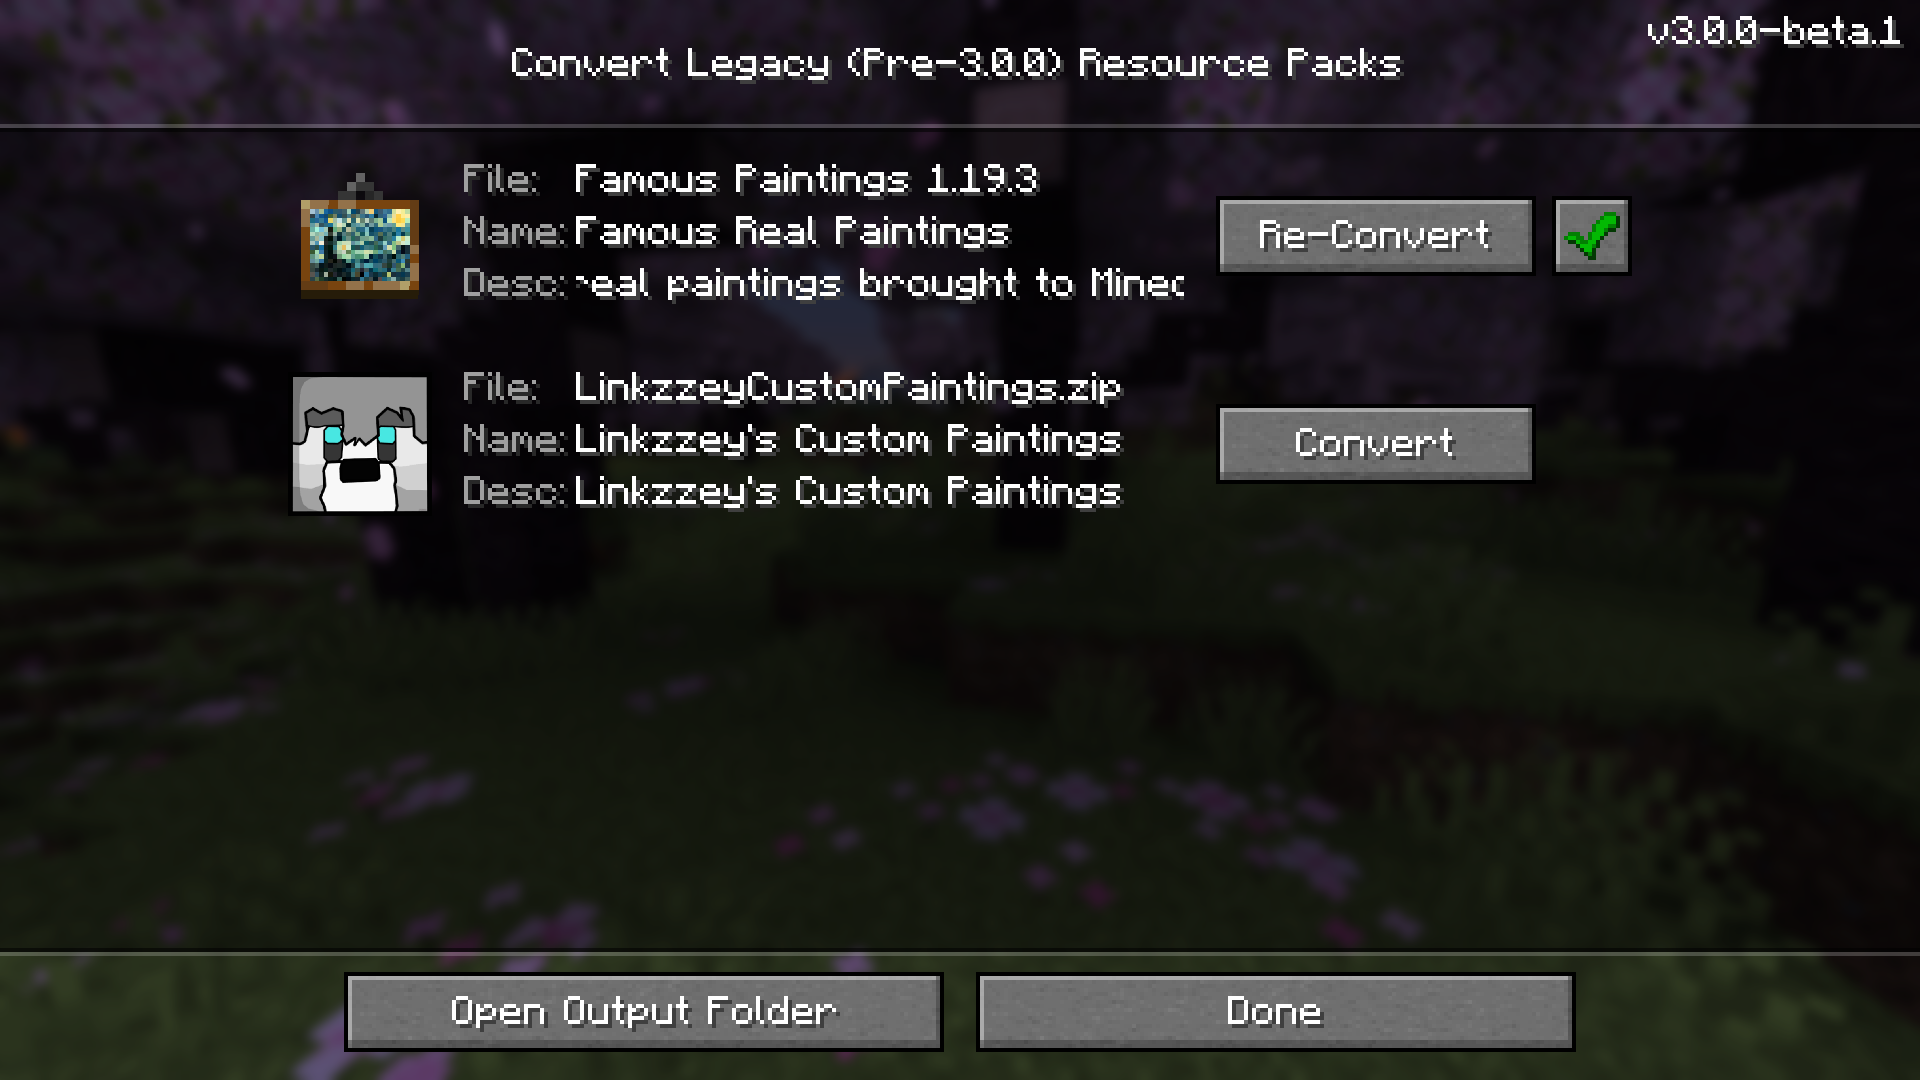 v3.0.0-beta.1
Convert Legacy (Pre-3.0.0) Resource Packs
File: Famous Paintings 1.19.3
Name: Famous Real Paintings
Desc: real paintings brought to Minec
Re-Convert
File: LinkzzeyCustomPaintings.zip
Name: Linkzzey's Custom Paintings
Desc: Linkzzey's Custom Paintings
Convert
Open Output Folder
Done